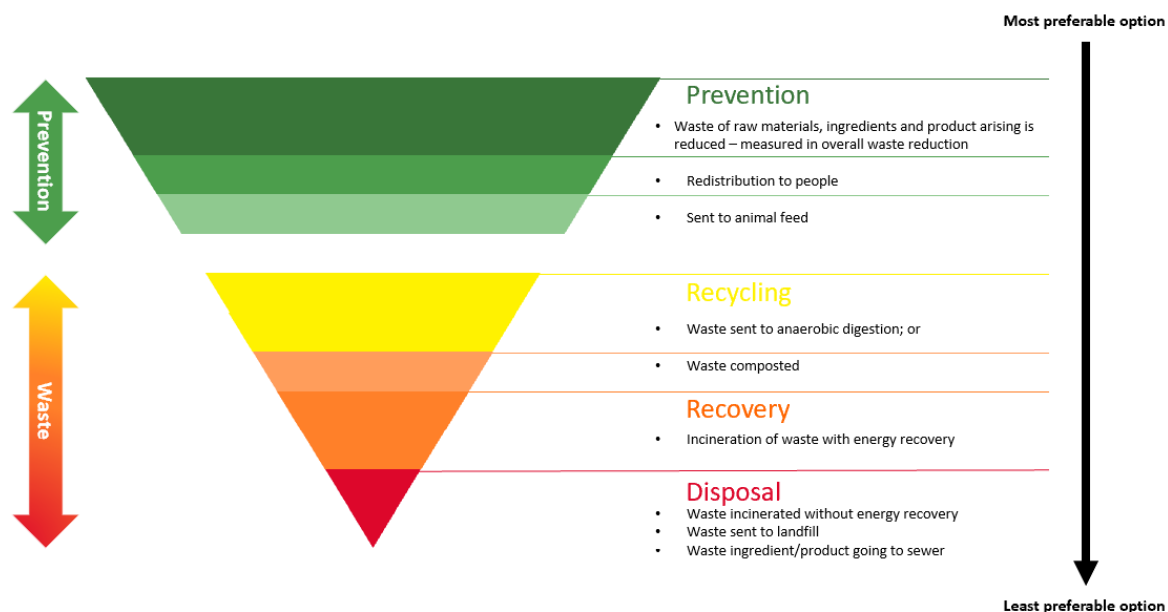 Most preferable option
Prevention
Prevention
• Waste of raw materials, ingredients and product arising is
reduced – measured in overall waste reduction
• Redistribution to people
• Sent to animal feed
Waste
Recycling
• Waste sent to anaerobic digestion; or
• Waste composted
Recovery
• Incineration of waste with energy recovery
Disposal
• Waste incinerated without energy recovery
• Waste sent to landfill
• Waste ingredient/product going to sewer
Least preferable option